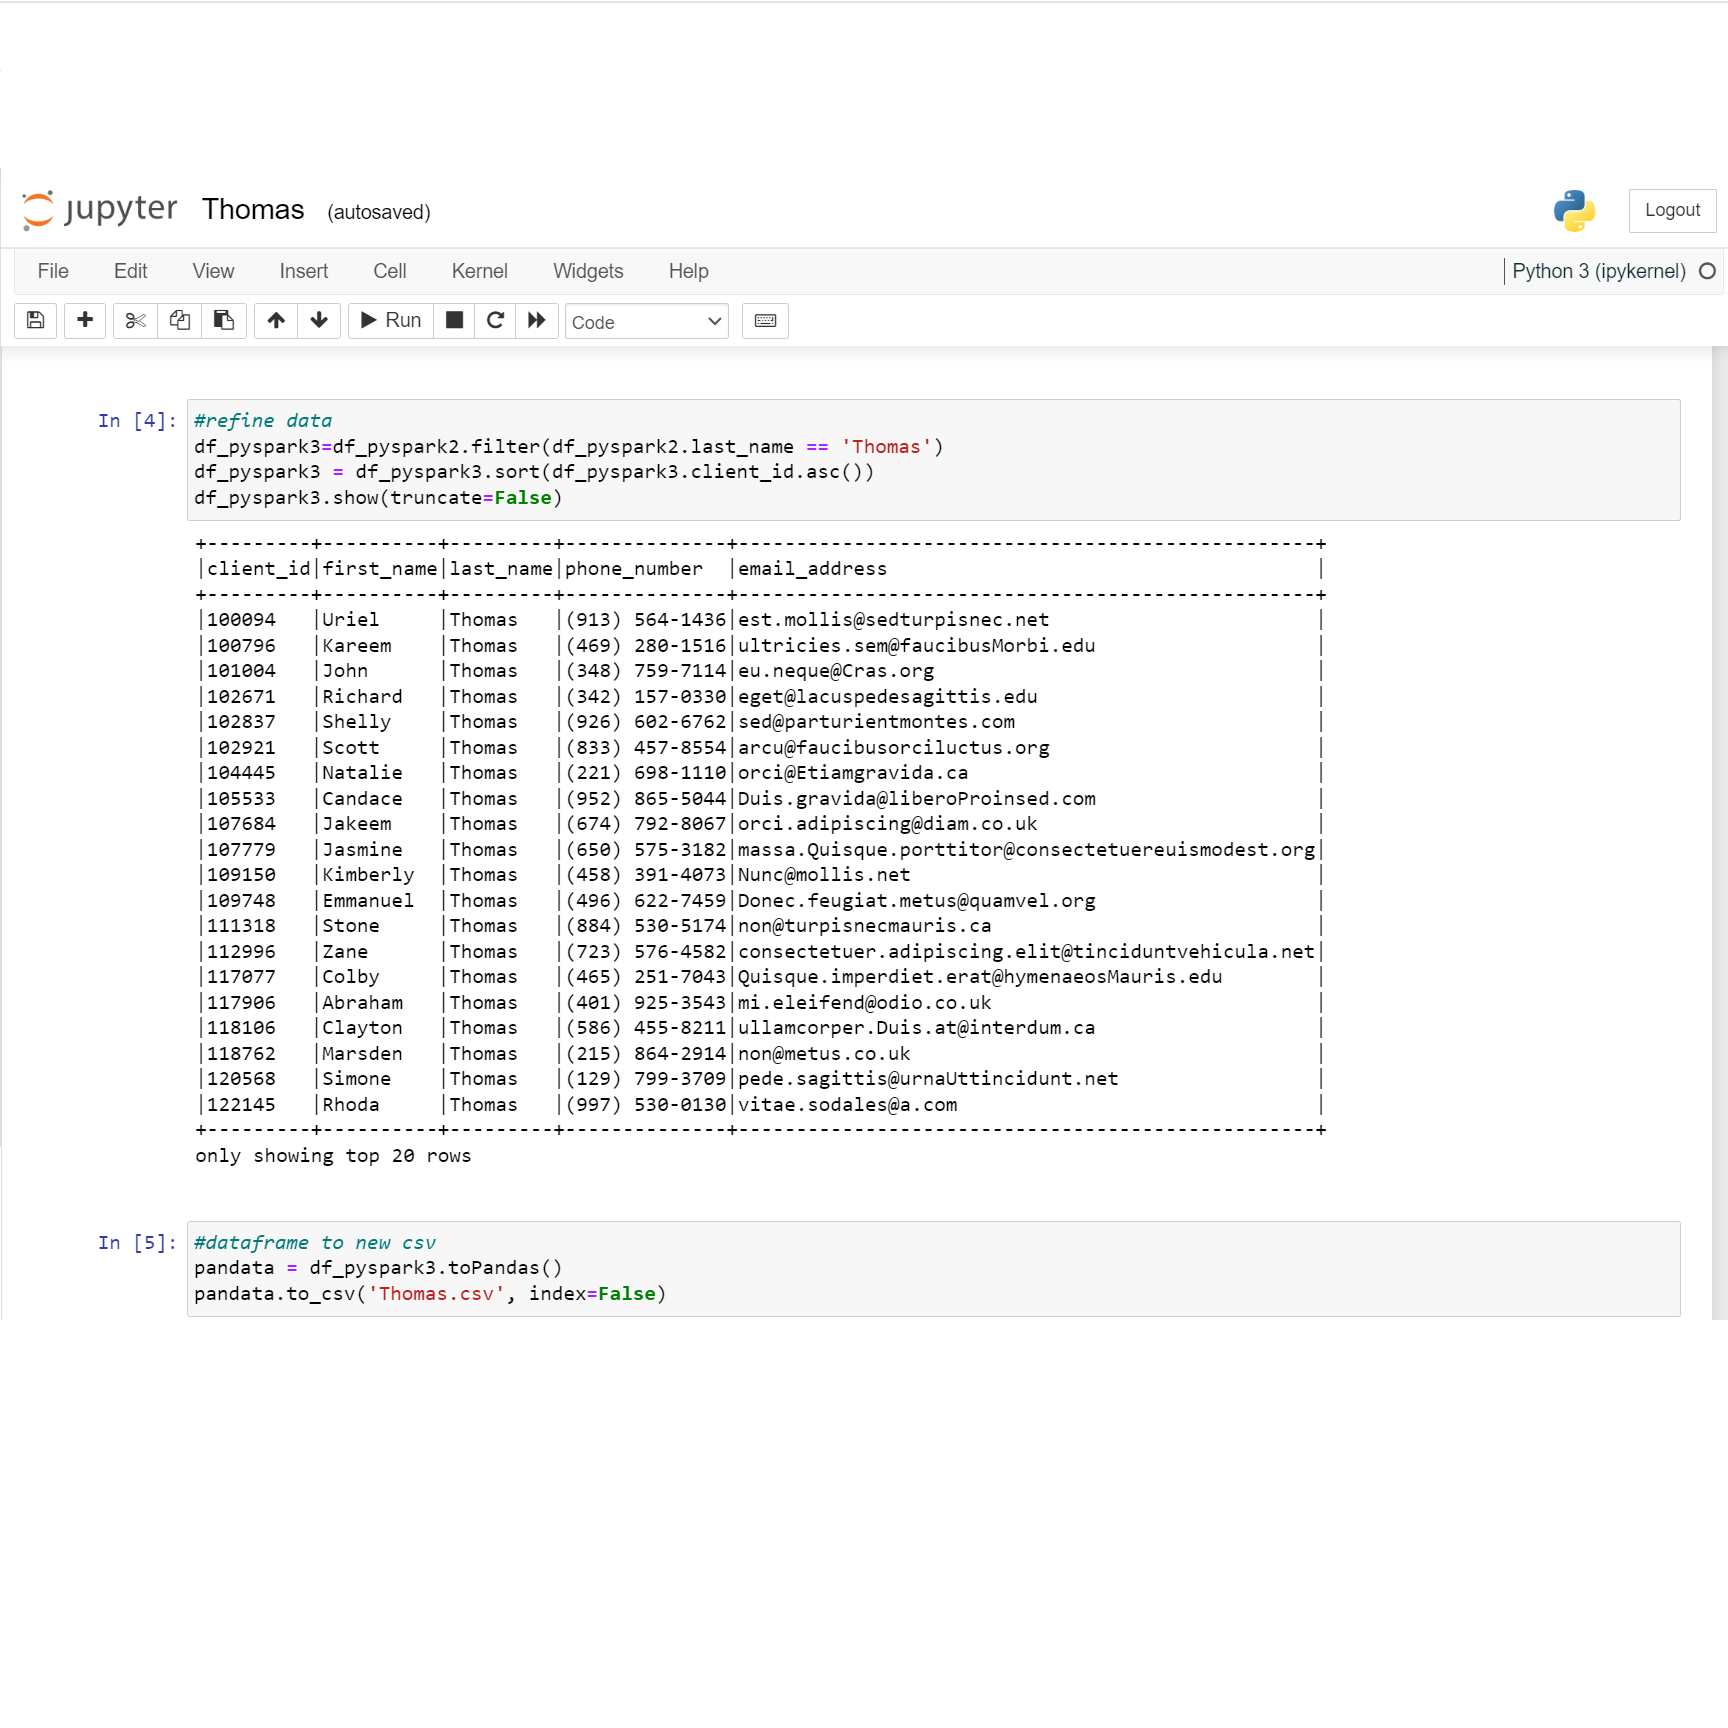 jupyter Thomas (autosaved)
Logout
File Edit View Insert Cell Kernel Widgets Help
Python 3 (ipykernel)
Run Code
In [4]:
#refine data
df_pyspark3=df_pyspark2.filter(df_pyspark2.last_name == 'Thomas')
df_pyspark3 = df_pyspark3.sort(df_pyspark3.client_id.asc())
df_pyspark3.show(truncate=False)
+---------+----------+---------+--------------+--------------------------------------------------+
|client_id|first_name|last_name|phone_number  |email_address                                     |
+---------+----------+---------+--------------+--------------------------------------------------+
|100094   |Uriel     |Thomas   |(913) 564-1436|est.mollis@sedturpisnec.net                       |
|100796   |Kareem    |Thomas   |(469) 280-1516|ultricies.sem@faucibusMorbi.edu                   |
|101004   |John      |Thomas   |(348) 759-7114|eu.neque@Cras.org                                 |
|102671   |Richard   |Thomas   |(342) 157-0330|eget@lacuspedesagittis.edu                        |
|102837   |Shelly    |Thomas   |(926) 602-6762|sed@parturientmontes.com                          |
|102921   |Scott     |Thomas   |(833) 457-8554|arcu@faucibusorciluctus.org                       |
|104445   |Natalie   |Thomas   |(221) 698-1110|orci@Etiamgravida.ca                              |
|105533   |Candace   |Thomas   |(952) 865-5044|Duis.gravida@liberoProinsed.com                   |
|107684   |Jakeem    |Thomas   |(674) 792-8067|orci.adipiscing@diam.co.uk                        |
|107779   |Jasmine   |Thomas   |(650) 575-3182|massa.Quisque.porttitor@consectetuereuismodest.org|
|109150   |Kimberly  |Thomas   |(458) 391-4073|Nunc@mollis.net                                   |
|109748   |Emmanuel  |Thomas   |(496) 622-7459|Donec.feugiat.metus@quamvel.org                   |
|111318   |Stone     |Thomas   |(884) 530-5174|non@turpisnecmauris.ca                            |
|112996   |Zane      |Thomas   |(723) 576-4582|consectetuer.adipiscing.elit@tinciduntvehicula.net|
|117077   |Colby     |Thomas   |(465) 251-7043|Quisque.imperdiet.erat@hymenaeosMauris.edu        |
|117906   |Abraham   |Thomas   |(401) 925-3543|mi.eleifend@odio.co.uk                            |
|118106   |Clayton   |Thomas   |(586) 455-8211|ullamcorper.Duis.at@interdum.ca                   |
|118762   |Marsden   |Thomas   |(215) 864-2914|non@metus.co.uk                                   |
|120568   |Simone    |Thomas   |(129) 799-3709|pede.sagittis@urnaUttincidunt.net                 |
|122145   |Rhoda     |Thomas   |(997) 530-0130|vitae.sodales@a.com                               |
+---------+----------+---------+--------------+--------------------------------------------------+
only showing top 20 rows
In [5]:
#dataframe to new csv
pandata = df_pyspark3.toPandas()
pandata.to_csv('Thomas.csv', index=False)